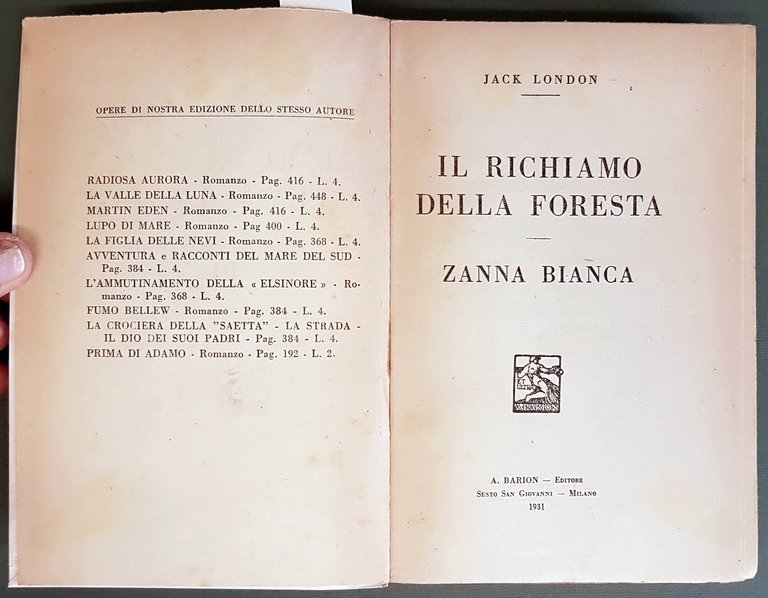 OPERE DI NOSTRA EDIZIONE DELLO STESSO AUTORE
RADIOSA AURORA - Romanzo - Pag. 416 - L. 4.
LA VALLE DELLA LUNA - Romanzo - Pag. 448 - L. 4.
MARTIN EDEN - Romanzo - Pag. 416 - L. 4.
LUPO DI MARE - Romanzo - Pag 400 - L. 4.
LA FIGLIA DELLE NEVI - Romanzo - Pag. 368 - L. 4.
AVVENTURA e RACCONTI DEL MARE DEL SUD -
Pag. 384 - L. 4.
L'AMMUTINAMENTO DELLA « ELSINORE » - Ro-
manzo - Pag. 368 - L. 4.
FUMO BELLEW - Romanzo - Pag. 384 - L. 4.
LA CROCIERA DELLA "SAETTA" - LA STRADA -
IL DIO DEI SUOI PADRI - Pag. 384 - L. 4.
PRIMA DI ADAMO - Romanzo - Pag. 192 - L. 2.
JACK LONDON
IL RICHIAMO
DELLA FORESTA
ZANNA BIANCA
A. BARION — EDITORE
SESTO SAN GIOVANNI — MILANO
1931